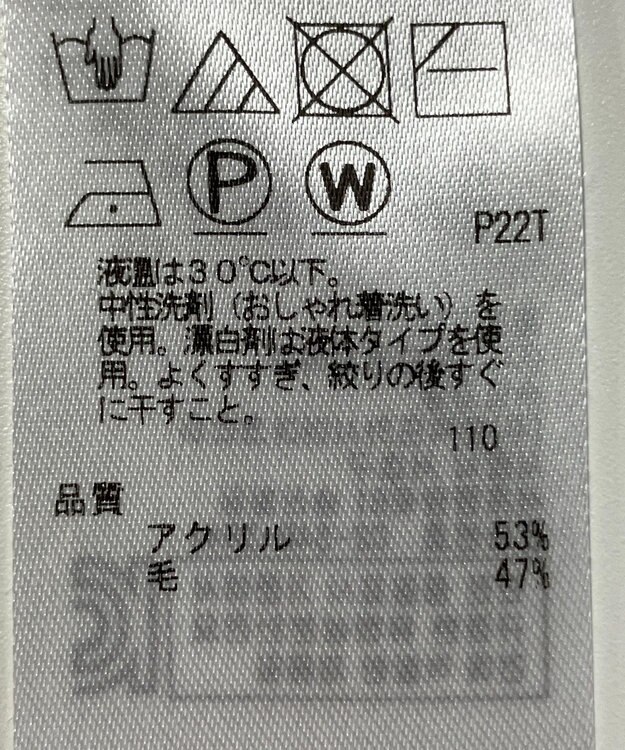 P W
P22T
液温は30℃以下。
中性洗剤（おしゃれ着洗い）を
使用。漂白剤は液体タイプを使
用。よくすすぎ、絞りの後すぐ
に干すこと。
110
品質
アクリル 53%
毛 47%